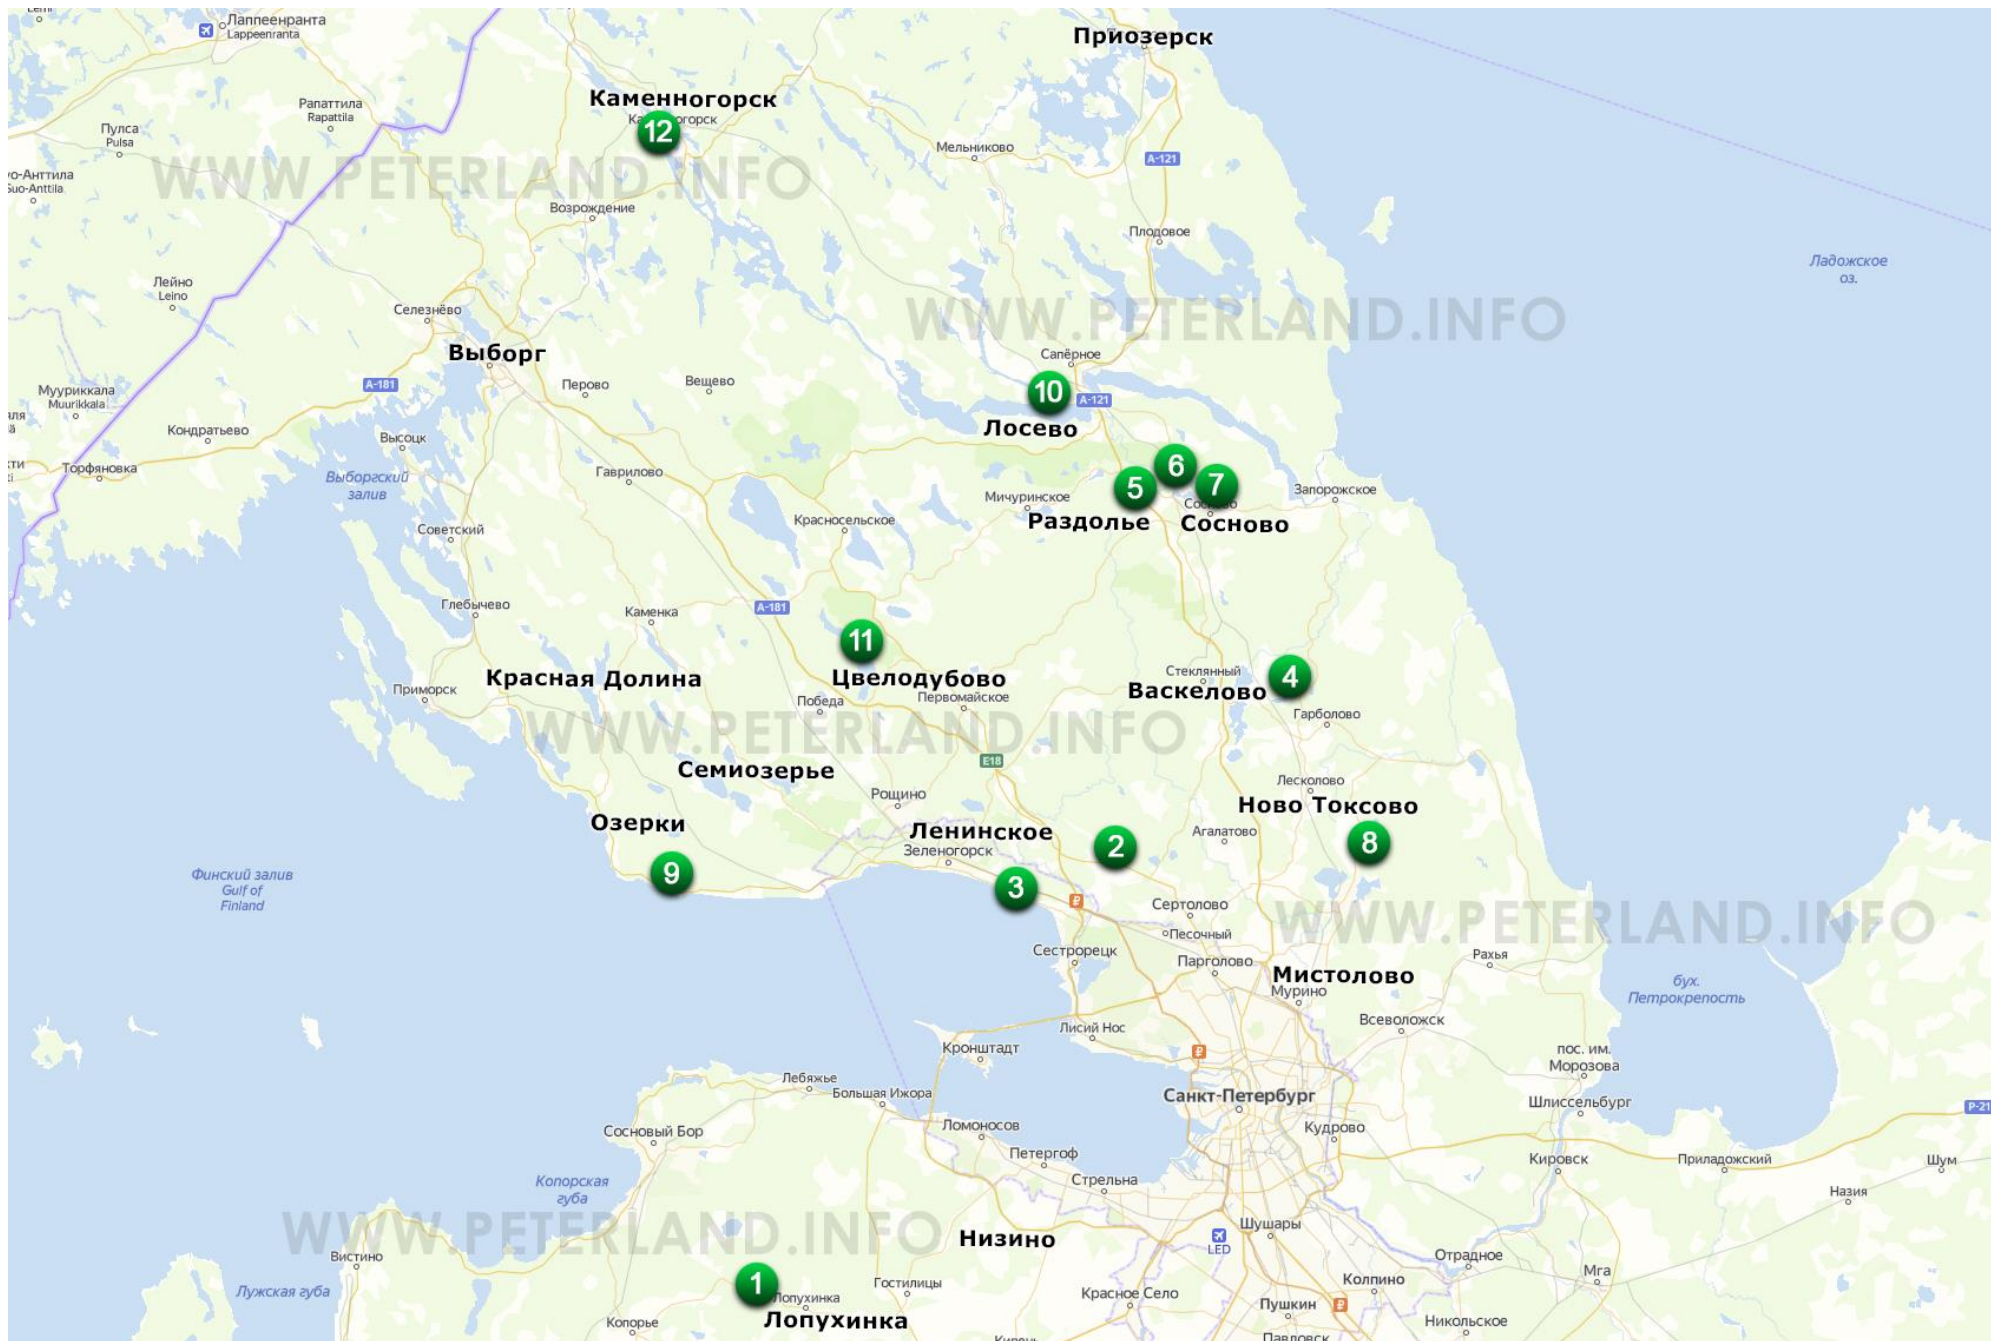 Lemi
Лаппеенранта
Lappeenranta
Приозерск
Каменногорск
12
Рапаттила
Rapattila
Пулса
Pulsa
Мельниково
А-121
WWW.PETERLAND.INFO
Suo-Anttila
Возрождение
Плодовое
Ладожское
оз.
Лейно
Leino
Селезнёво
WWW.PETERLAND.INFO
Выборг
Сапёрное
Мууриккала
Muurikkala
А-181
Перово
Вещево
10
А-121
Лосево
Кондратьево
Высоцк
Торфяновка
Выборгский
залив
Гаврилово
6
5
7
Мичуринское
Запорожское
Раздолье
Сосново
Красносельское
Советский
Глебычево
Каменка
А-181
11
Цвелодубово
Красная Долина
Приморск
Победа
Первомайское
Стеклянный
4
Васкелово
Гарболово
WWW.PETERLAND.INFO
E18
Семиозерье
Рощино
Лесколово
Ново Токсово
Озерки
Ленинское
Зеленогорск
2
Агалатово
8
9
3
Финский залив
Gulf of
Finland
Сертолово
Песочный
WWW.PETERLAND.INFO
Сестрорецк
Парголово
Рахья
Мистолово
Мурино
бух.
Петрокрепость
Всеволожск
Лисий Нос
Кронштадт
пос. им.
Морозова
Лебяжье
Большая Ижора
Санкт-Петербург
Шлиссельбург
Р-21
Сосновый Бор
Ломоносов
Кудрово
Петергоф
Стрельна
Кировск
Приладожский
Шум
Копорская
губа
Назия
WWW.PETERLAND.INFO
Низино
Шушары
LED
Вистино
Отрадное
Мга
Лужская губа
1
Гостилицы
Лопухинка
Лопухинка
Красное Село
Колпино
Пушкин
Копорье
Никольское
Павловск